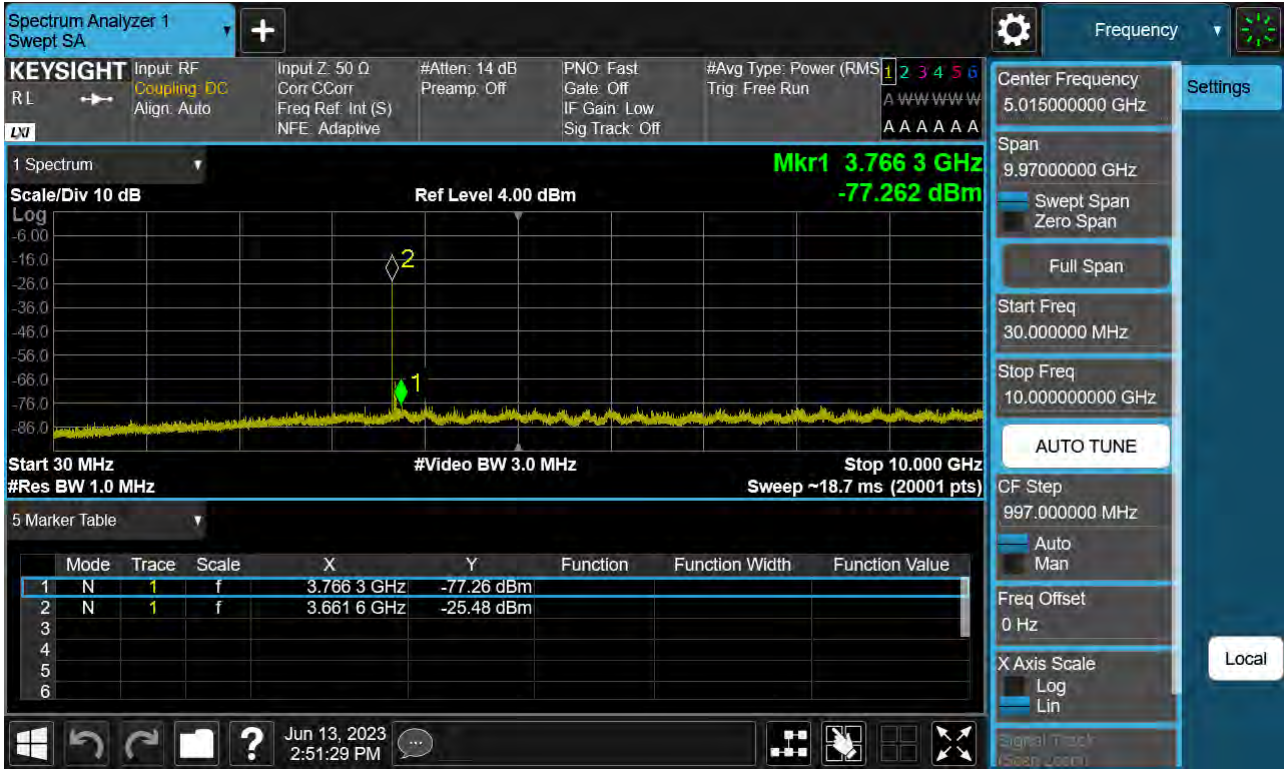 Spectrum Analyzer 1
Swept SA
Frequency
KEYSIGHT
RL
LXI
Input: RF
Coupling: DC
Align: Auto
Input Z: 50 Ω
Corr CCorr
Freq Ref: Int (S)
NFE: Adaptive
#Atten: 14 dB
Preamp: Off
PNO: Fast
Gate: Off
IF Gain: Low
Sig Track: Off
#Avg Type: Power (RMS
Trig: Free Run
1 2 3 4 5 6
A W W W W W
A A A A A A
1 Spectrum
Mkr1 3.766 3 GHz
Scale/Div 10 dB
Ref Level 4.00 dBm
-77.262 dBm
Log
-6.00
-16.0
-26.0
-36.0
-46.0
-56.0
-66.0
-76.0
-86.0
2
1
Start 30 MHz
#Video BW 3.0 MHz
Stop 10.000 GHz
#Res BW 1.0 MHz
Sweep ~18.7 ms (20001 pts)
5 Marker Table
Mode Trace Scale X Y Function Function Width Function Value
1 N 1 f 3.766 3 GHz -77.26 dBm
2 N 1 f 3.661 6 GHz -25.48 dBm
3
4
5
6
Jun 13, 2023
2:51:29 PM
Center Frequency
5.015000000 GHz
Span
9.97000000 GHz
Swept Span
Zero Span
Full Span
Start Freq
30.000000 MHz
Stop Freq
10.000000000 GHz
AUTO TUNE
CF Step
997.000000 MHz
Auto
Man
Freq Offset
0 Hz
X Axis Scale
Log
Lin
Signal Track
(Span Zoom)
Settings
Local